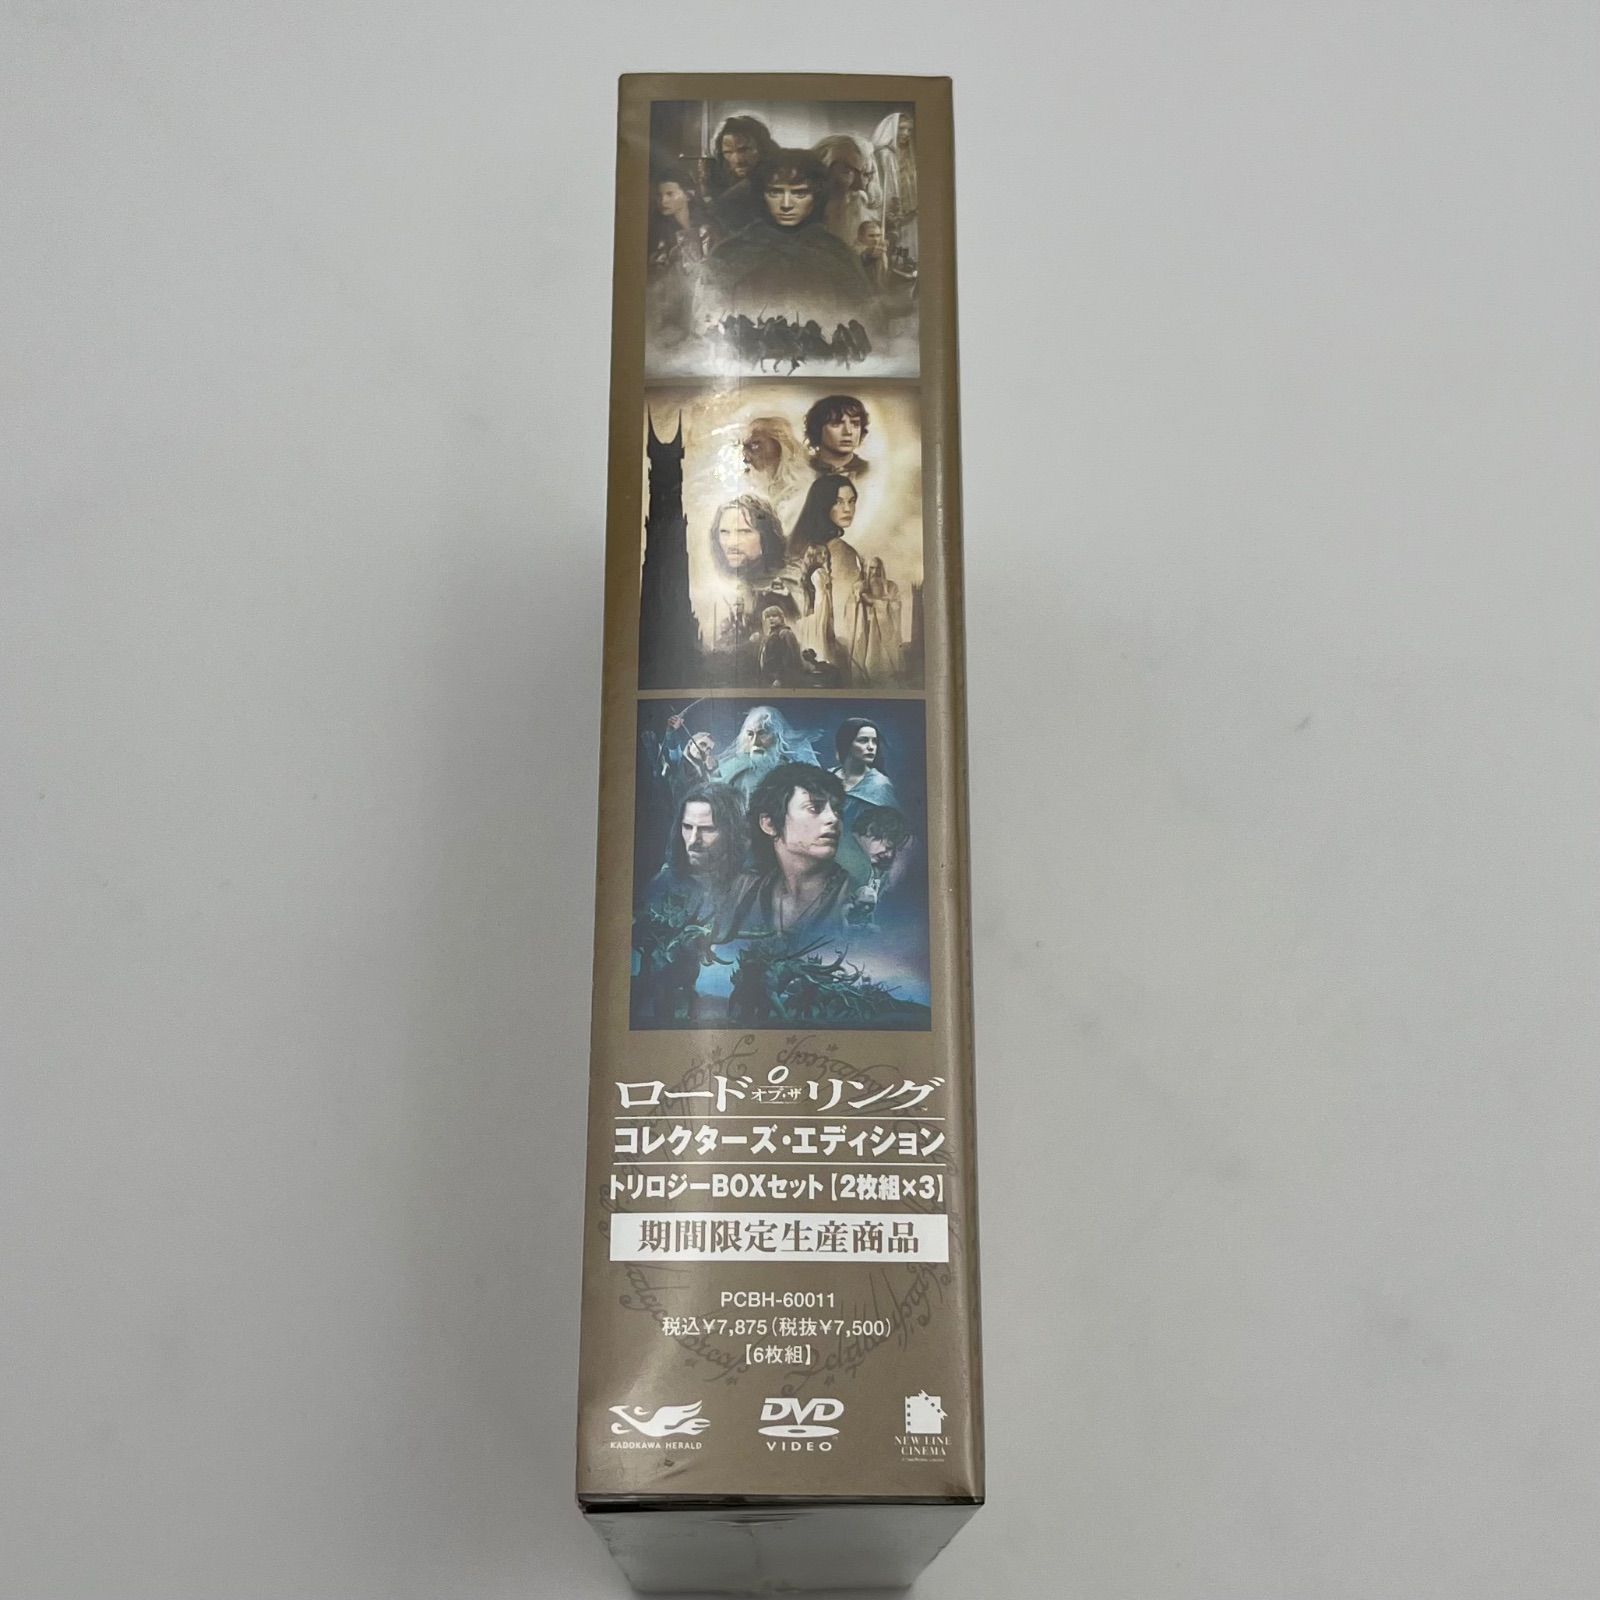 ロード オブ・ザ リング
コレクターズ・エディション
トリロジーBOXセット【2枚組×3】
期間限定生産商品
PCBH-60011
税込¥7,875(税抜¥7,500)
【6枚組】
KADOKAWA HERALD
DVD
VIDEO
NEW LINE
CINEMA